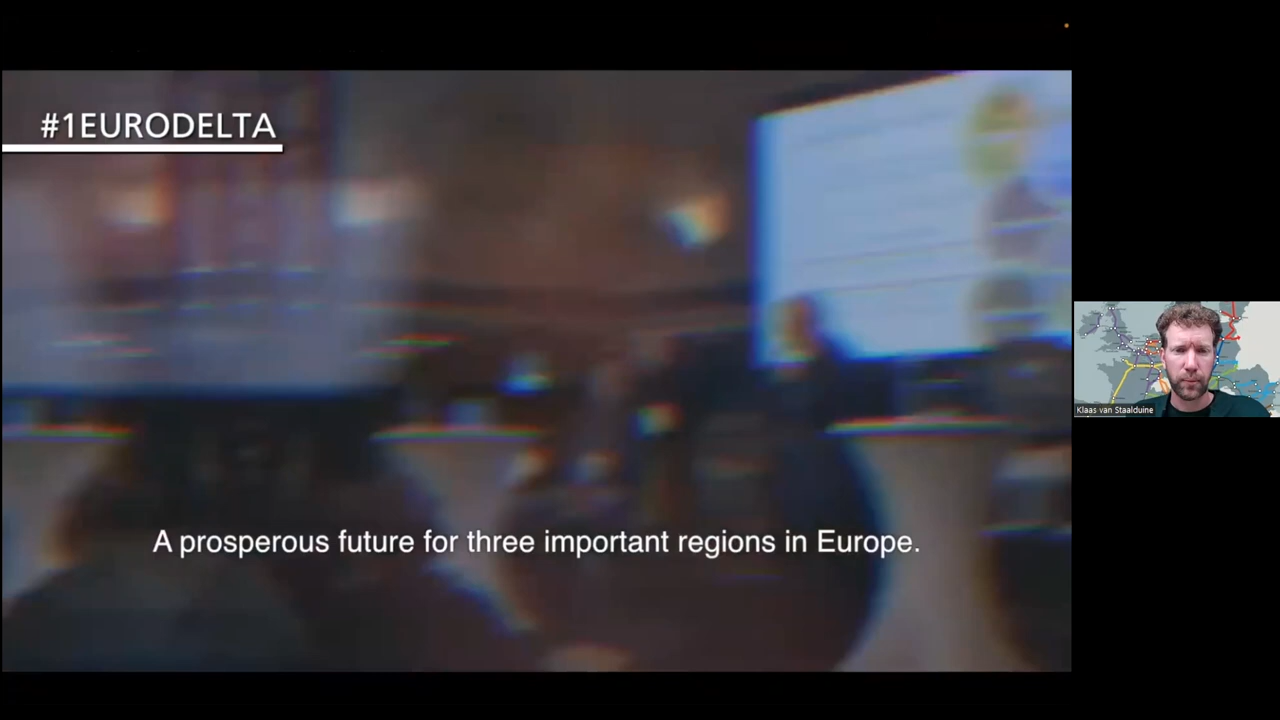 #1EURODELTA
A prosperous future for three important regions in Europe.
Klaas van Staalduine